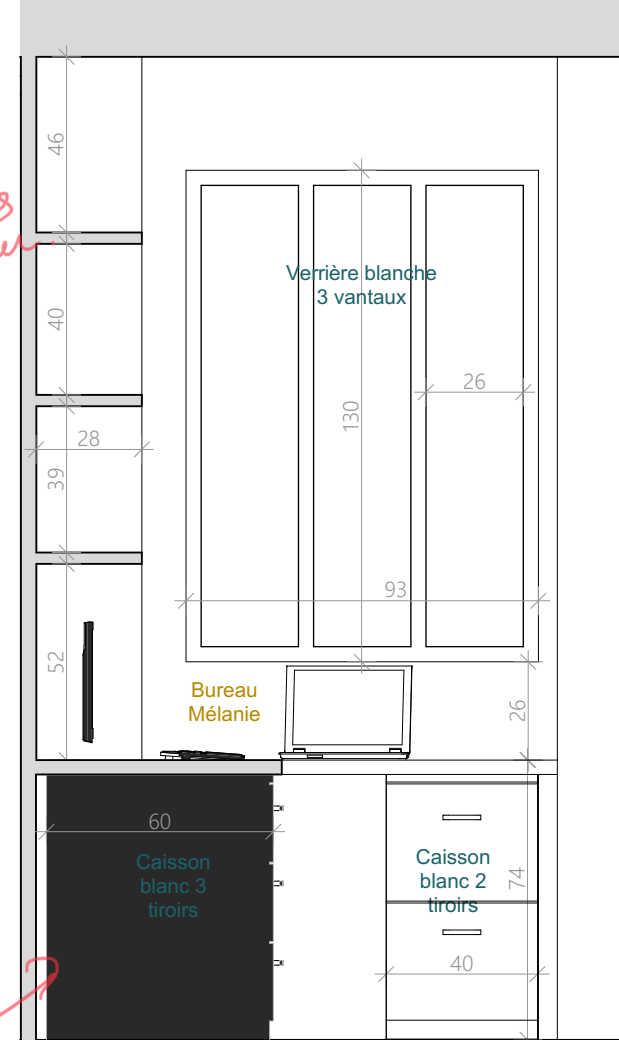 46
40
28
39
52
Verrière blanche
3 vantaux
26
130
93
26
Bureau
Mélanie
60
Caisson
blanc 3
tiroirs
Caisson
blanc 2
tiroirs
74
40